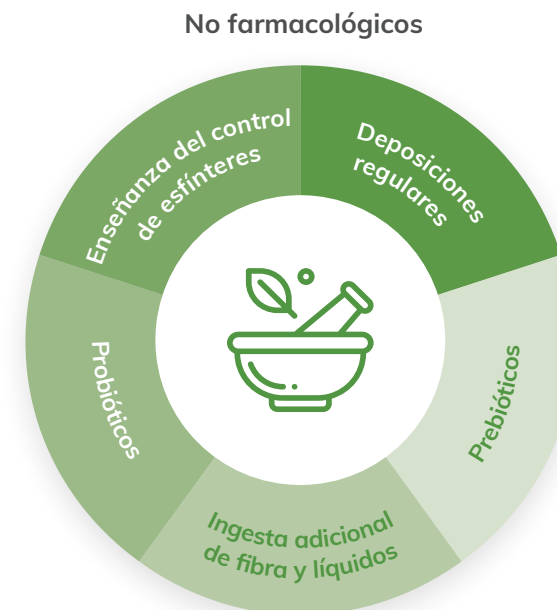 No farmacológicos
Deposiciones
regulares
Prebióticos
Ingesta adicional
de fibra y líquidos
Probióticos
Enseñanza del control
de esfínteres